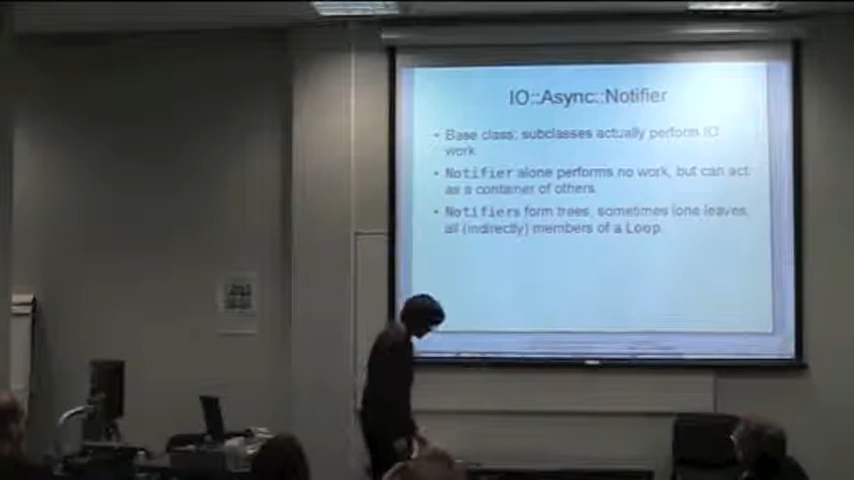 IO::Async::Notifier
• Base class: subclasses actually perform IO
work
• Notifier alone performs no work, but can act
as a container of others.
• Notifiers form trees, sometimes lone leaves,
all (indirectly) members of a Loop.